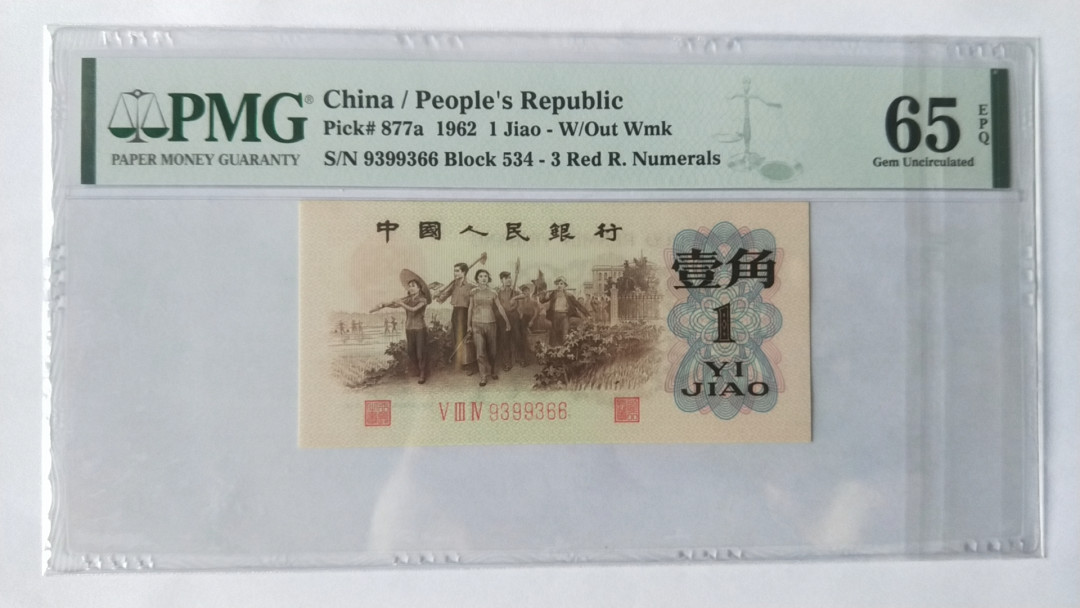 PMG®
PAPER MONEY GUARANTY
China / People's Republic
Pick# 877a 1962 1 Jiao - W/Out Wmk
S/N 9399366 Block 534 - 3 Red R. Numerals
65
EPQ
Gem Uncirculated
中國人民銀行
壹角
1
YI
JIAO
V III IV 9399366